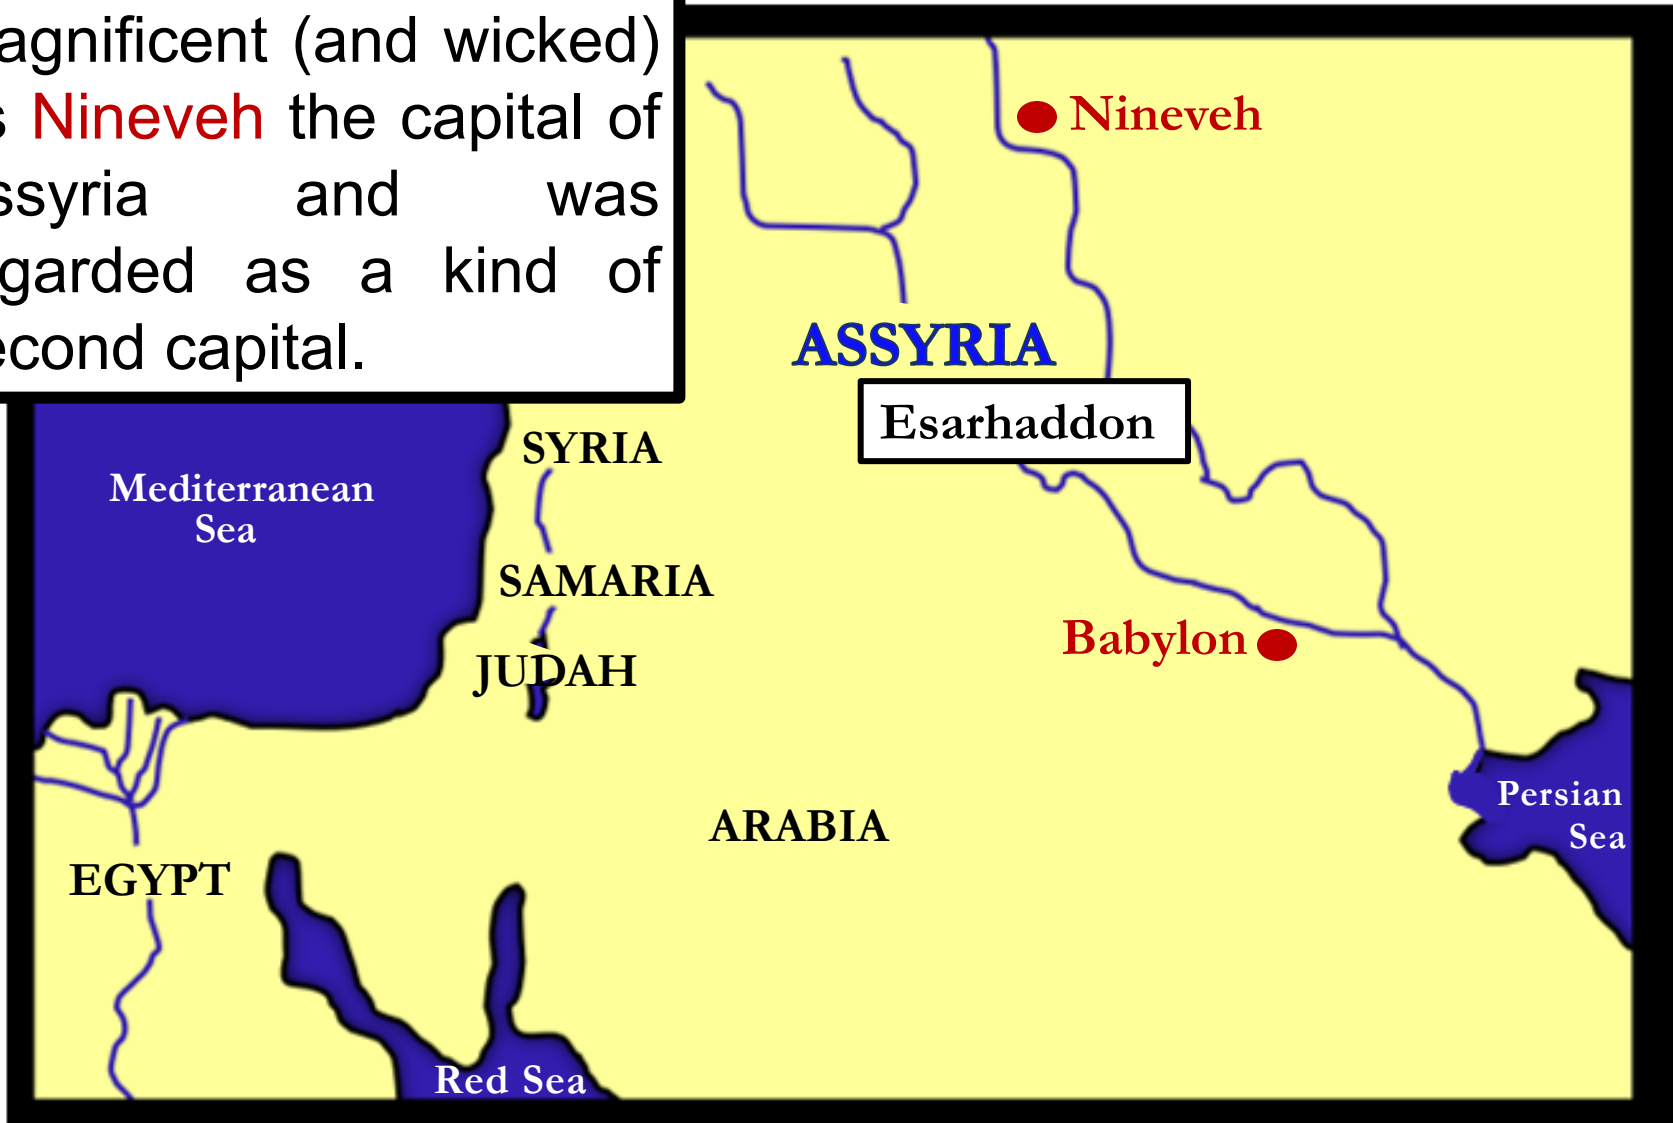 agnificent (and wicked)
s Nineveh the capital of
ssyria and was
garded as a kind of
econd capital.
Nineveh
ASSYRIA
Esarhaddon
SYRIA
Mediterranean
Sea
SAMARIA
Babylon
JUDAH
Persian
Sea
ARABIA
EGYPT
Red Sea